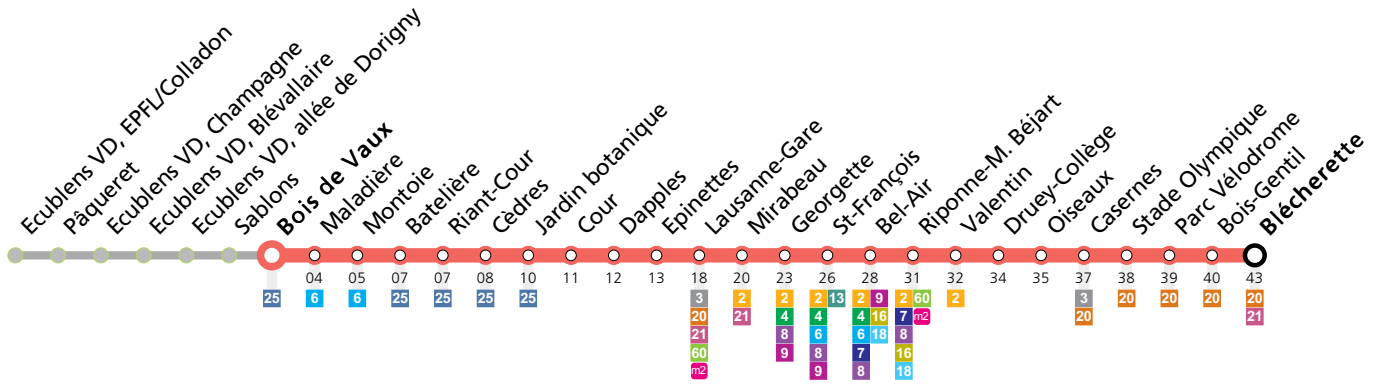 Ecublens VD, EPFL/Colladon
Pâqueret
Ecublens VD, Champagne
Ecublens VD, Blévallaire
Ecublens VD, allée de Dorigny
Sablons
Bois de Vaux
Maladière
Montoie
Batelière
Riant-Cour
Cèdres
Jardin botanique
Cour
Dapples
Epinettes
Lausanne-Gare
Mirabeau
Georgette
St-François
Bel-Air
Riponne-M. Béjart
Valentin
Druey-Collège
Oiseaux
Casernes
Stade Olympique
Parc Vélodrome
Bois-Gentil
Blécherette
04 05 07 07 08 10 11 12 13 18 20 23 26 28 31 32 34 35 37 38 39 40 43
25 6 6 25 25 25 25 3 2 2 2 13 2 9 2 60 2 3 20 20 20 20
20 21 4 4 4 16 7 m2 20 21
21 8 6 6 18 8
60 9 8 7 16
m2 9 8 18